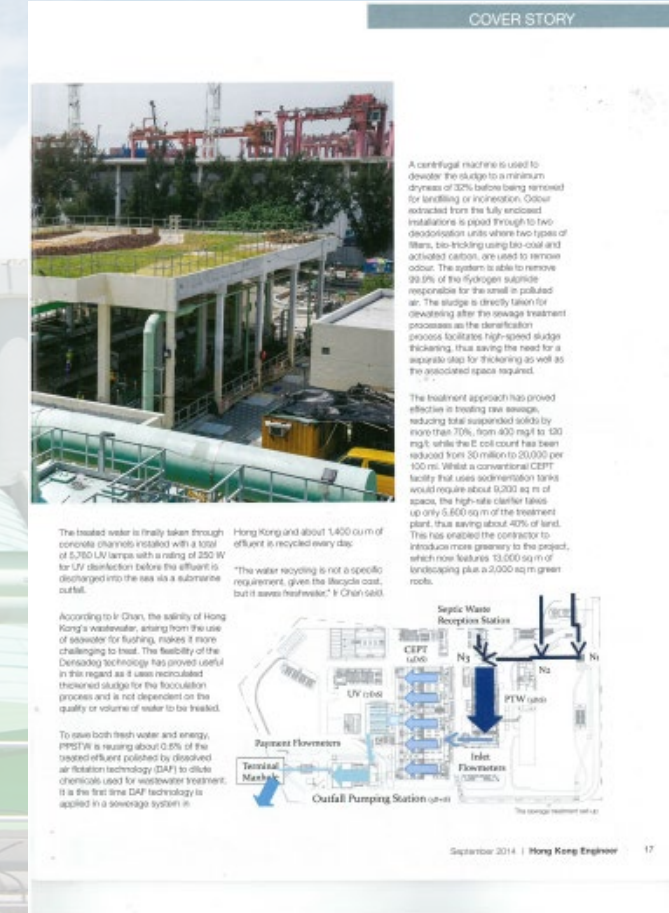 COVER STORY
The treated water is finally taken through
concrete channels installed with a total
of 5,760 UV lamps with a rating of 250 W
for UV disinfection before the effluent is
discharged into the sea via a submarine
outfall.
According to Ir Chan, the salinity of Hong
Kong's wastewater, arising from the use
of seawater for flushing, makes it more
challenging to treat. The flexibility of the
Densadeg technology has proved useful
in this regard as it uses recirculated
thickened sludge for the flocculation
process and is not dependent on the
quality or volume of water to be treated.
To save both fresh water and energy,
PPSTW is reusing about 0.6% of the
treated effluent polished by dissolved
air flotation technology (DAF) to dilute
chemicals used for wastewater treatment.
It is the first time DAF technology is
applied in a sewerage system in
Hong Kong and about 1,400 cu m of
effluent is recycled every day.
"The water recycling is not a specific
requirement, given the lifecycle cost,
but it saves freshwater." Ir Chan said.
A centrifugal machine is used to
dewater the sludge to a minimum
dryness of 32% before being removed
for landfilling or incineration. Odour
extracted from the fully enclosed
installations is piped through to two
deodorisation units where two types of
filters, bio-trickling using bio-coal and
activated carbon, are used to remove
odour. The system is able to remove
99.9% of the hydrogen sulphide
responsible for the smell in polluted
air. The sludge is directly taken for
dewatering after the sewage treatment
processes as the densification
process facilitates high-speed sludge
thickening, thus saving the need for a
separate step for thickening as well as
the associated space required.
The treatment approach has proved
effective in treating raw sewage,
reducing total suspended solids by
more than 70%, from 400 mg/l to 120
mg/l; while the E coli count has been
reduced from 30 million to 20,000 per
100 ml. Whilst a conventional CEPT
facility that uses sedimentation tanks
would require about 9,200 sq m of
space, the high-rate clarifier takes
up only 5,600 sq m of the treatment
plant, thus saving about 40% of land.
This has enabled the contractor to
introduce more greenery to the project,
which now features 13,000 sq m of
landscaping plus a 2,000 sq m green
roofs.
Septic Waste
Reception Station
CEPT
N3
N2
N1
UV
PTW
Payment Flowmeters
Inlet
Flowmeters
Terminal
Manhole
Outfall Pumping Station
The sewage treatment set-up
September 2014 | Hong Kong Engineer 17